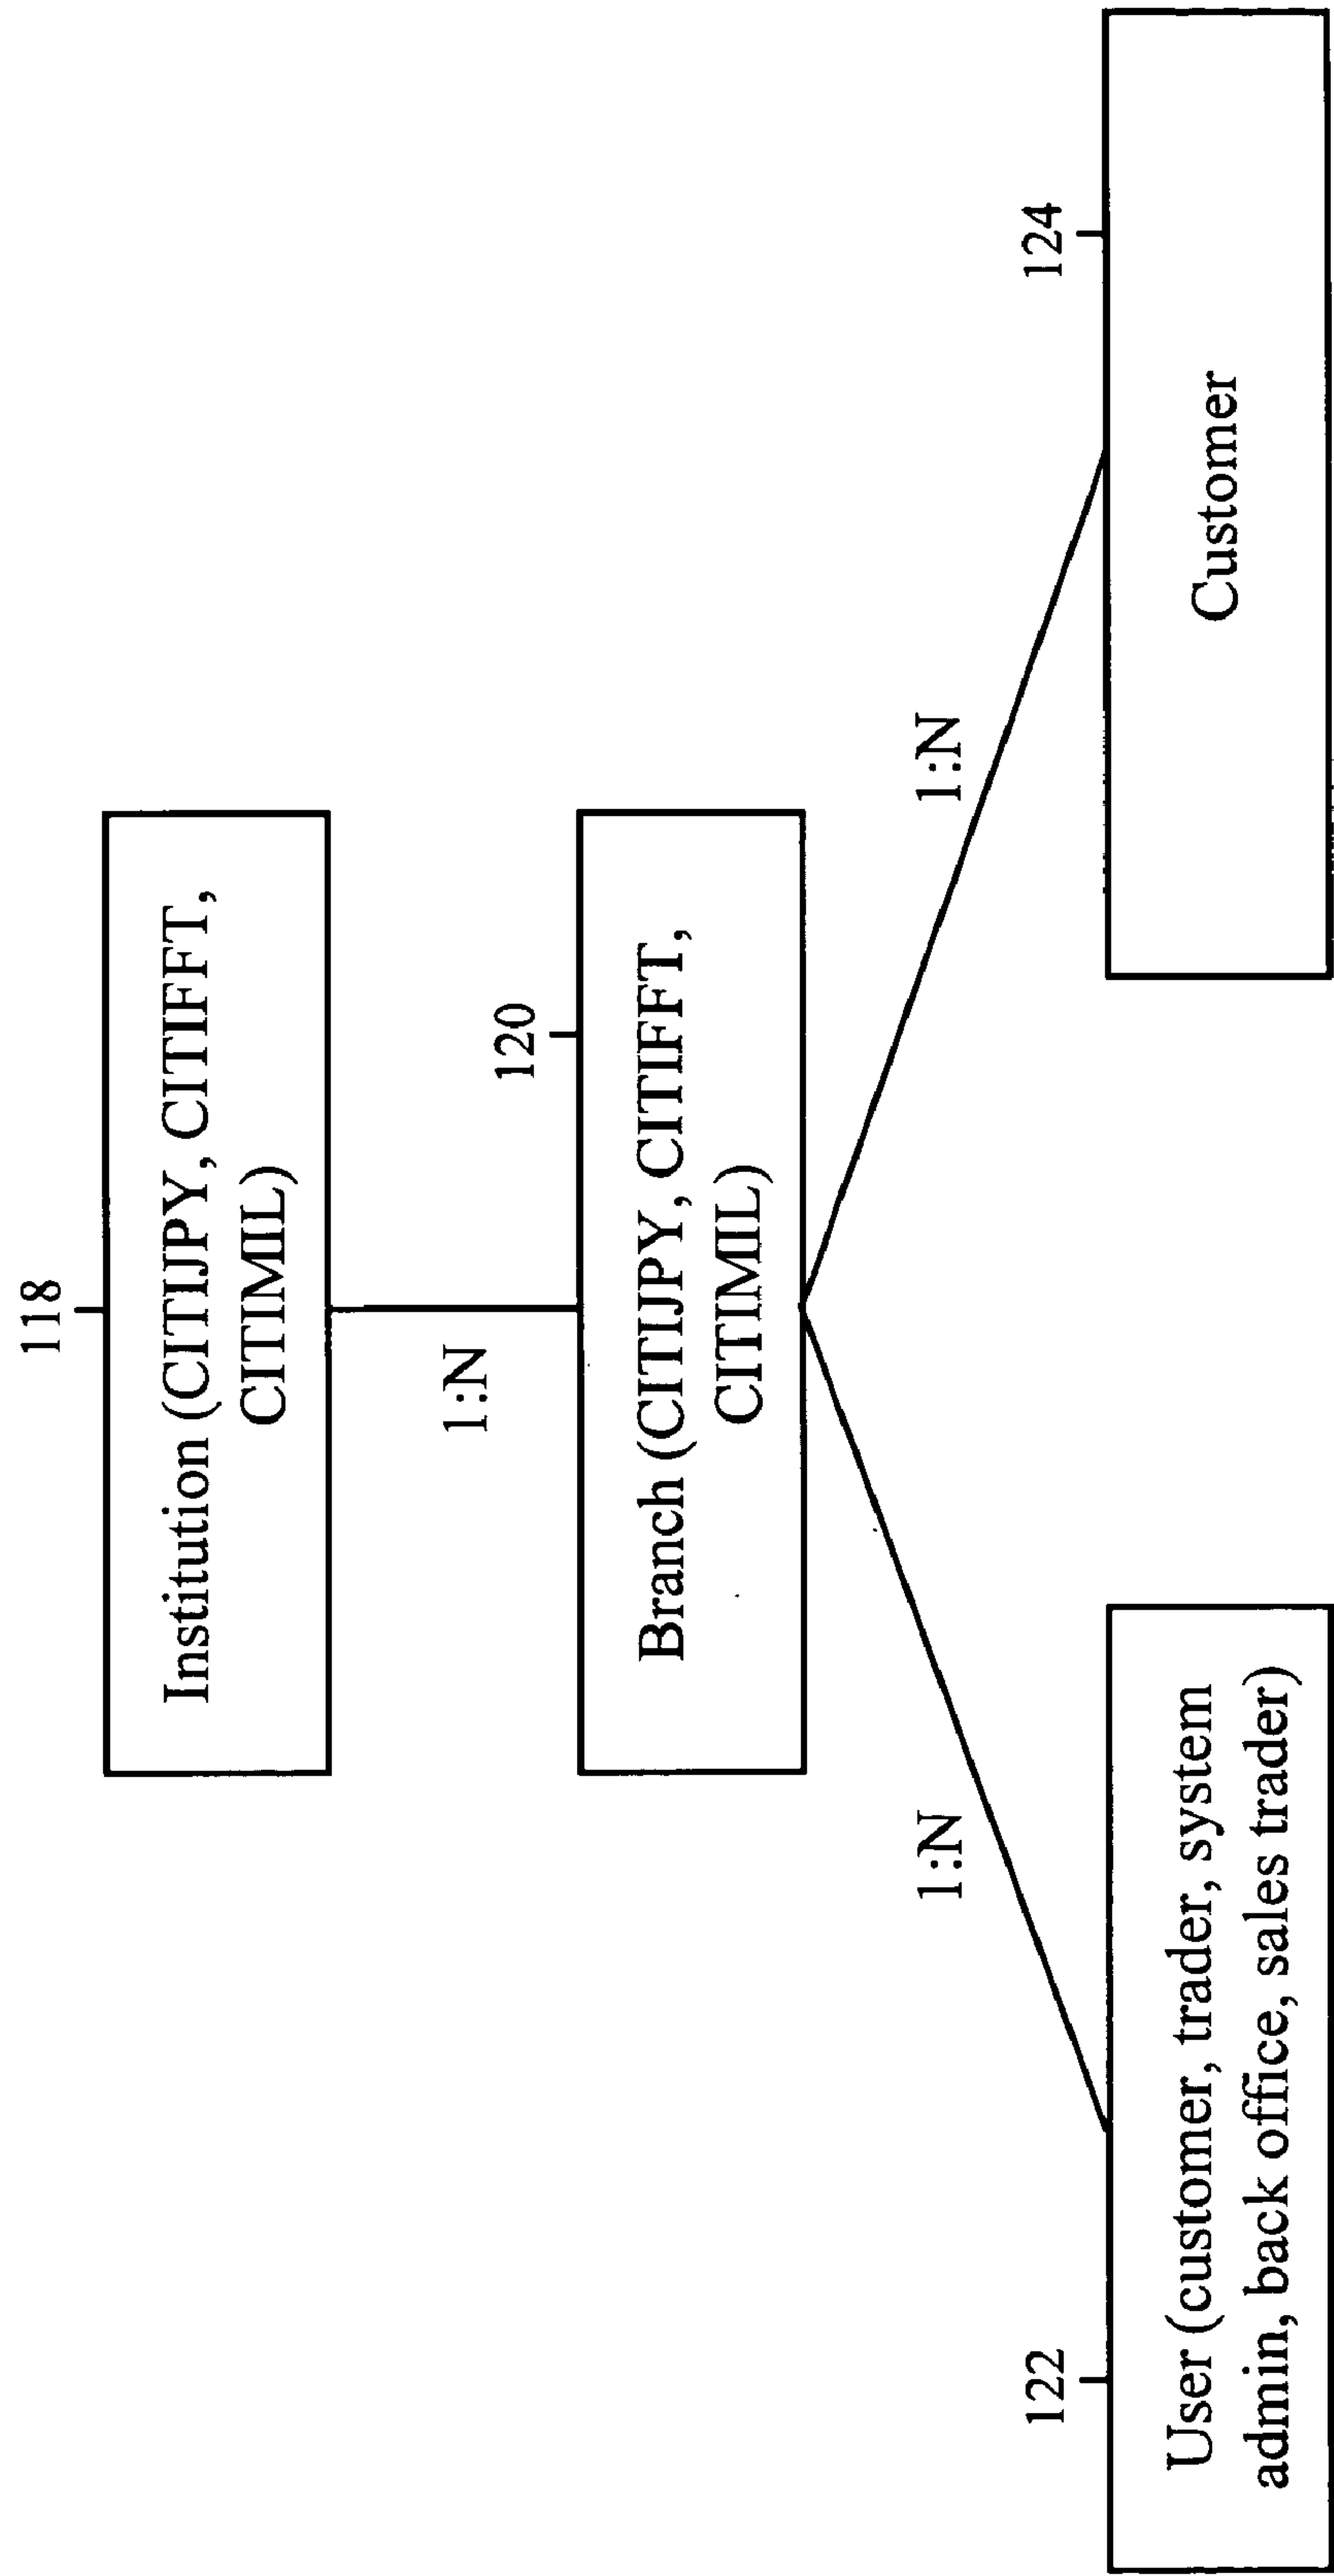 118
Institution (CITIJPY, CITIFFT,
CITIMIL)
1:N
120
Branch (CITIJPY, CITIFFT,
CITIMIL)
1:N
1:N
122
User (customer, trader, system
admin, back office, sales trader)
124
Customer